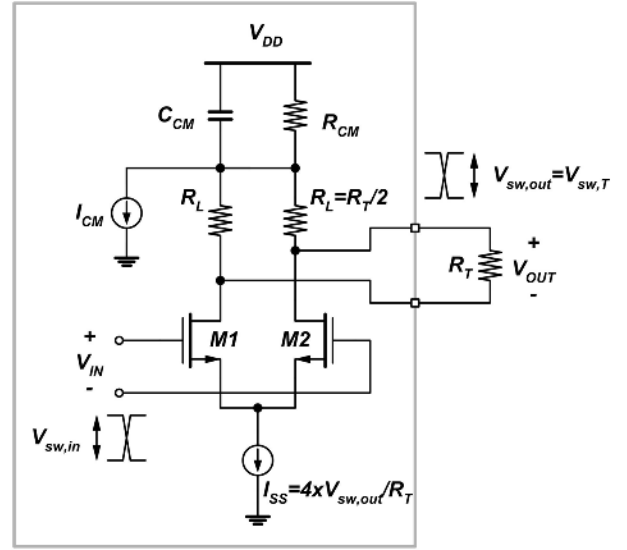 V_DD
C_CM
R_CM
V_sw,out=V_sw,T
R_L
R_L=R_T/2
I_CM
+
R_T
V_OUT
-
+
M1
M2
V_IN
-
V_sw,in
I_SS=4xV_sw,out/R_T